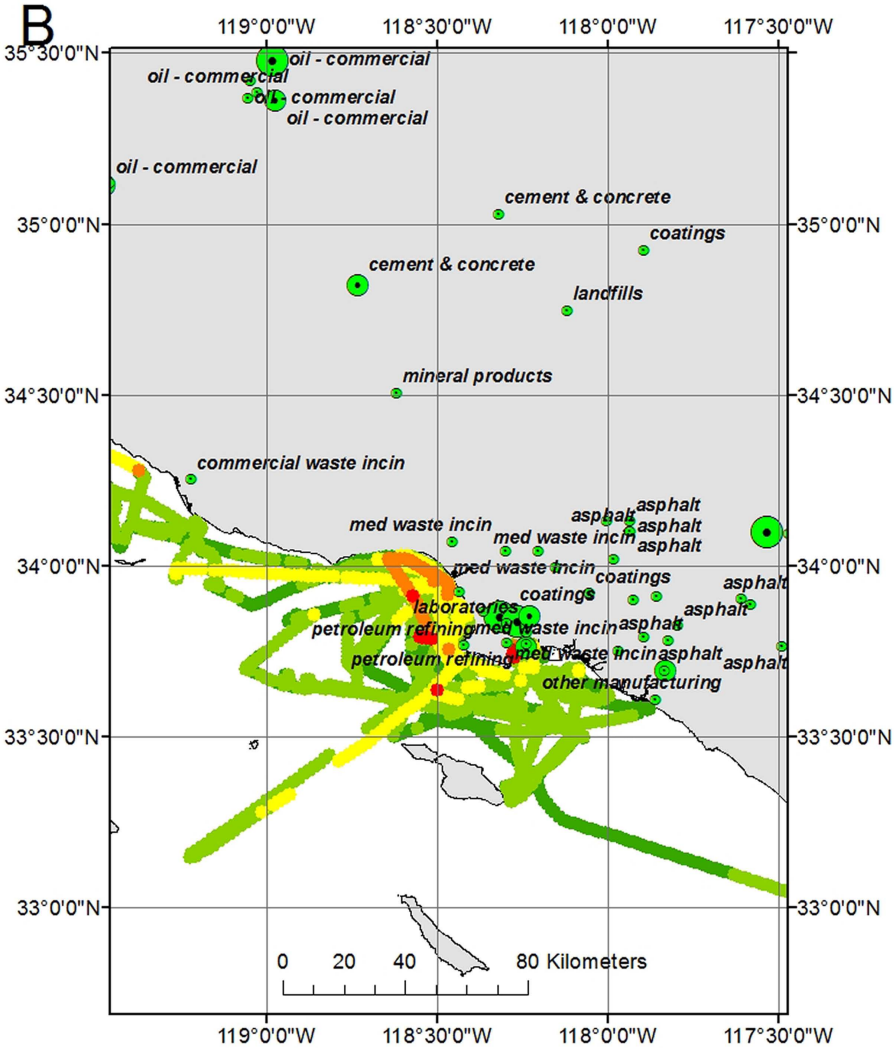 B
119°0'0"W 118°30'0"W 118°0'0"W 117°30'0"W
35°30'0"N 35°30'0"N
oil - commercial
oil - commercial
oil - commercial
oil - commercial
oil - commercial
cement & concrete
35°0'0"N 35°0'0"N
coatings
cement & concrete
landfills
mineral products
34°30'0"N 34°30'0"N
commercial waste incin
asphalt
asphalt
med waste incin
asphalt
med waste incin
asphalt
34°0'0"N 34°0'0"N
med waste incin
coatings
asphalt
coatings
laboratories
asphalt
asphalt
petroleum refining
med waste incin
med waste incin
asphalt
petroleum refining
asphalt
other manufacturing
33°30'0"N 33°30'0"N
33°0'0"N 33°0'0"N
0 20 40 80 Kilometers
119°0'0"W 118°30'0"W 118°0'0"W 117°30'0"W